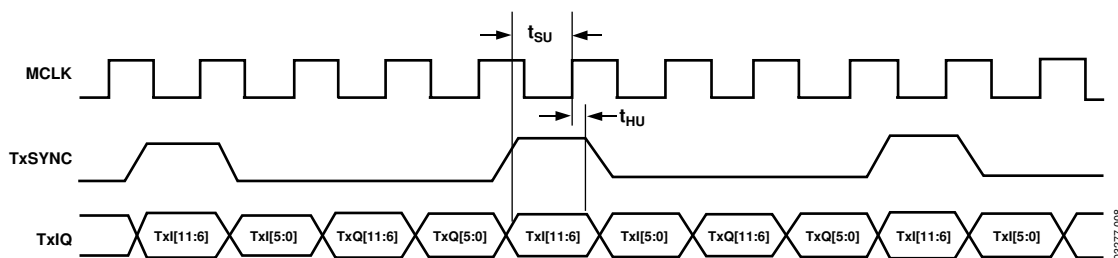 tSU
MCLK
tHU
TxSYNC
TxIQ TxI[11:6] TxI[5:0] TxQ[11:6] TxQ[5:0] TxI[11:6] TxI[5:0] TxQ[11:6] TxQ[5:0] TxI[11:6] TxI[5:0]